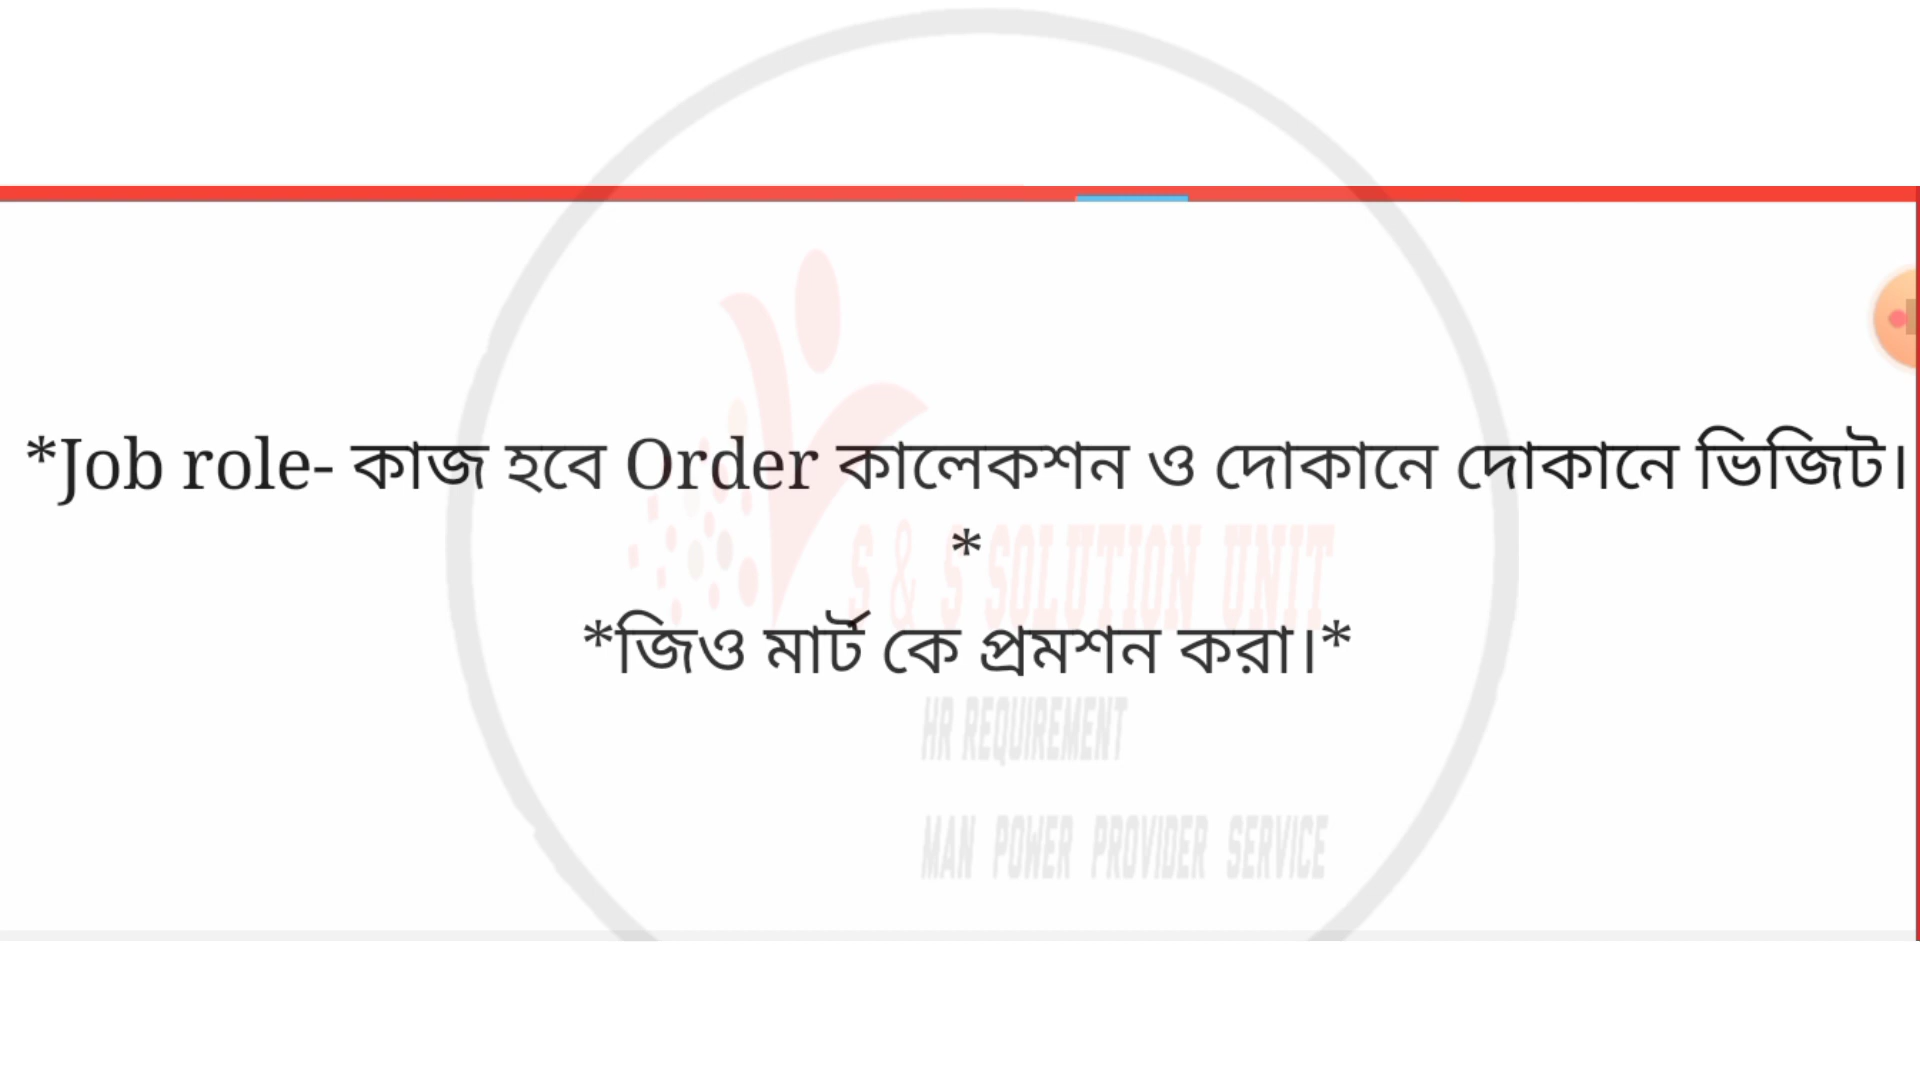 *Job role- কাজ হবে Order কালেকশন ও দোকানে দোকানে ভিজিট।
*
S & S SOLUTION UNIT
*জিও মার্ট কে প্রমশন করা।*
HR REQUIREMENT
MAN POWER PROVIDER SERVICE